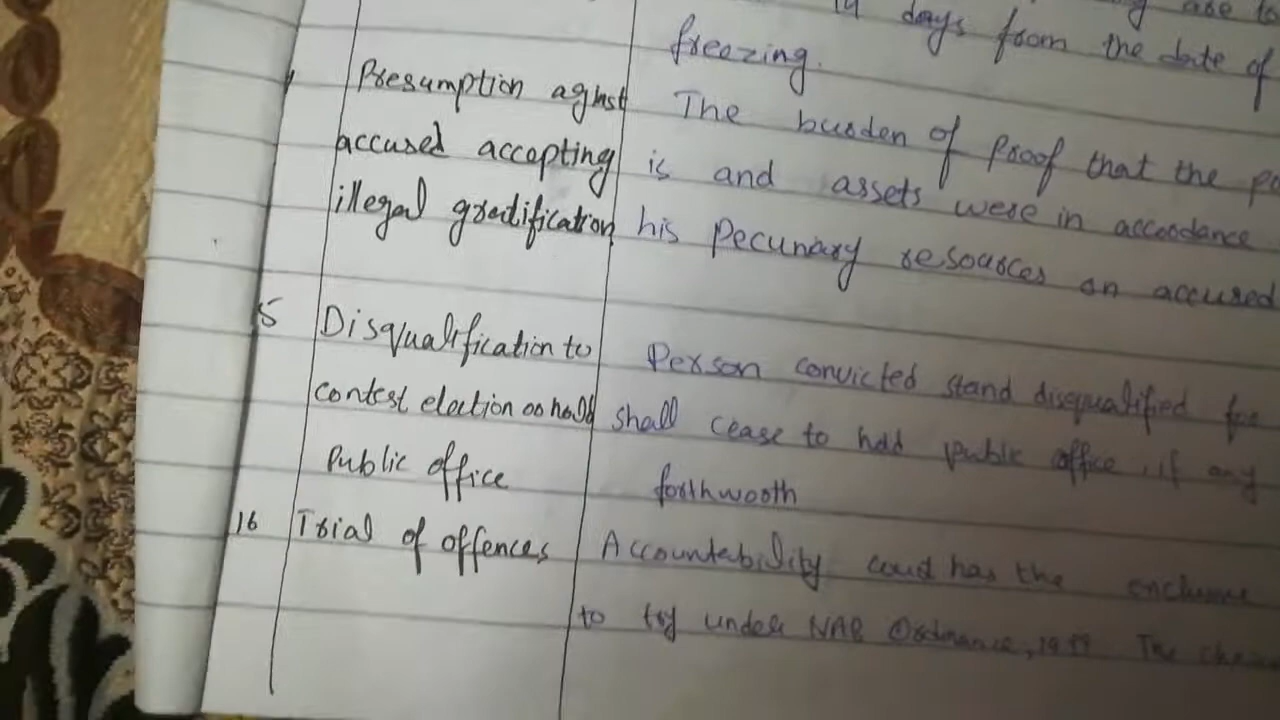 14 days from the date of
freezing.
Presumption aginst The burden of Proof that the
accused accepting is and assets were in accordance
illegal gratification his Pecunary resources on accused
5 Disqualification to Person convicted stand disqualified for
contest election or hold shall cease to hold public office, if any
Public office forthwooth
16 Trial of offences Accountability court has the
to try under NAB Ordinance, 1999 The